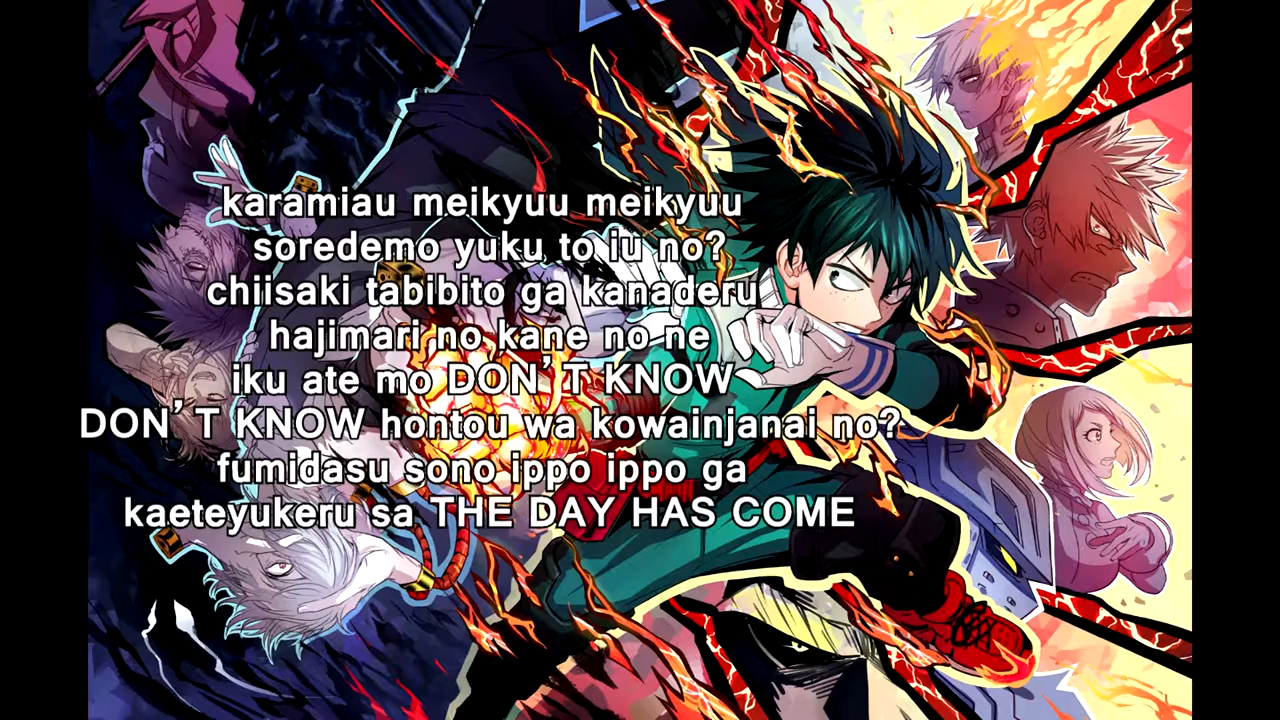 karamiau meikyuu meikyuu
soredemo yuku to iu no?
chiisaki tabibito ga kanaderu
hajimari no kane no ne
iku ate mo DON'T KNOW
DON'T KNOW hontou wa kowainjanai no?
fumidasu sono ippo ippo ga
kaeteyukeru sa THE DAY HAS COME